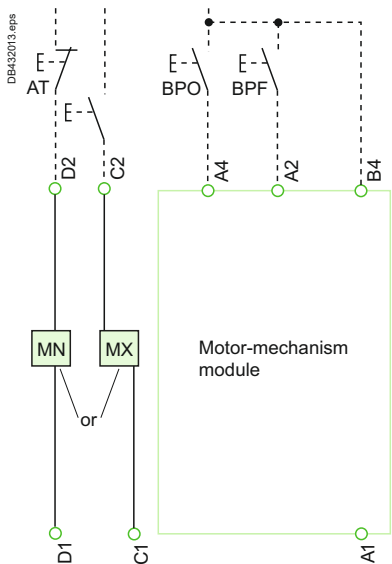 DB432013.eps
AT
BPO
BPF
D2
C2
A4
A2
B4
MN
MX
Motor-mechanism
module
or
D1
C1
A1